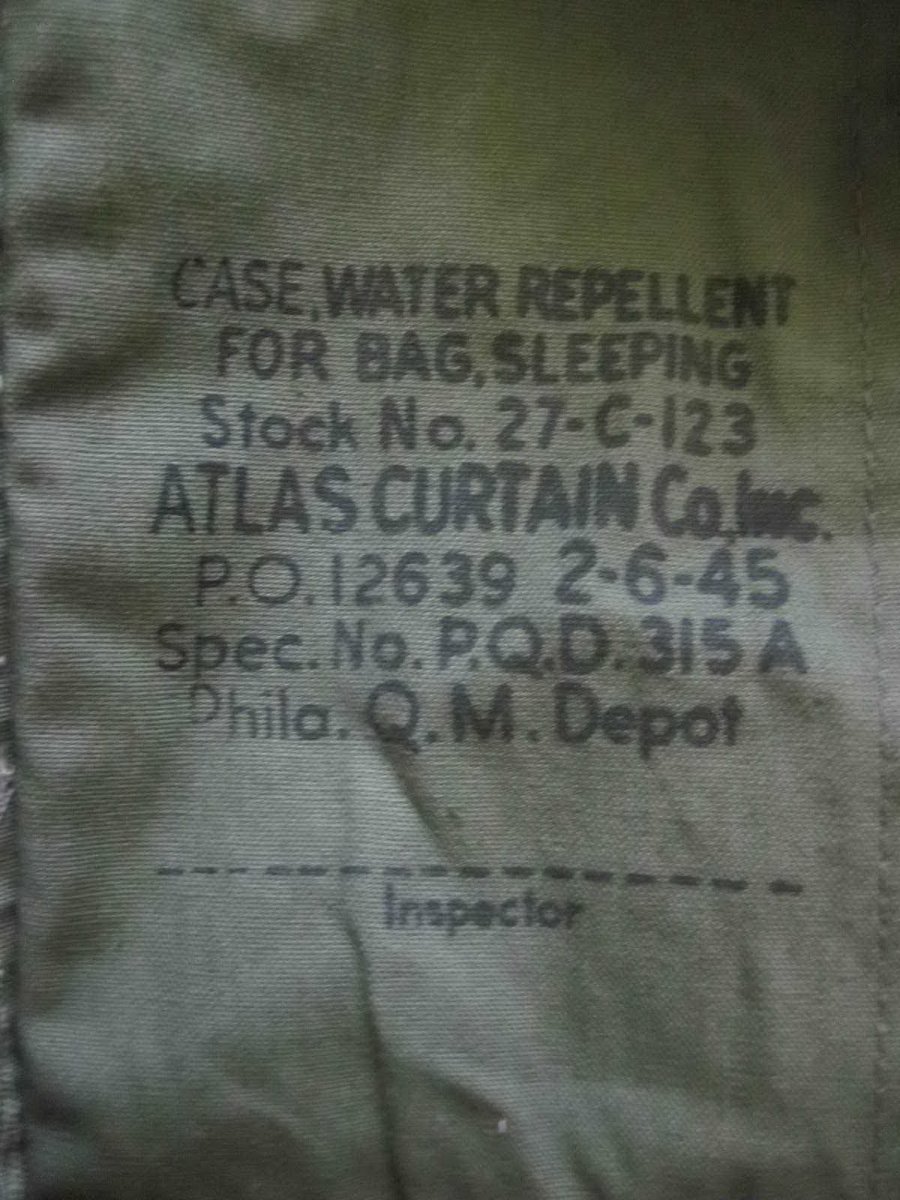 CASE, WATER REPELLENT
FOR BAG, SLEEPING
Stock No. 27-C-123
ATLAS CURTAIN Co., Inc.
P.O. 12639 2-6-45
Spec. No. P.Q.D. 315 A
Phila. Q.M. Depot
Inspector